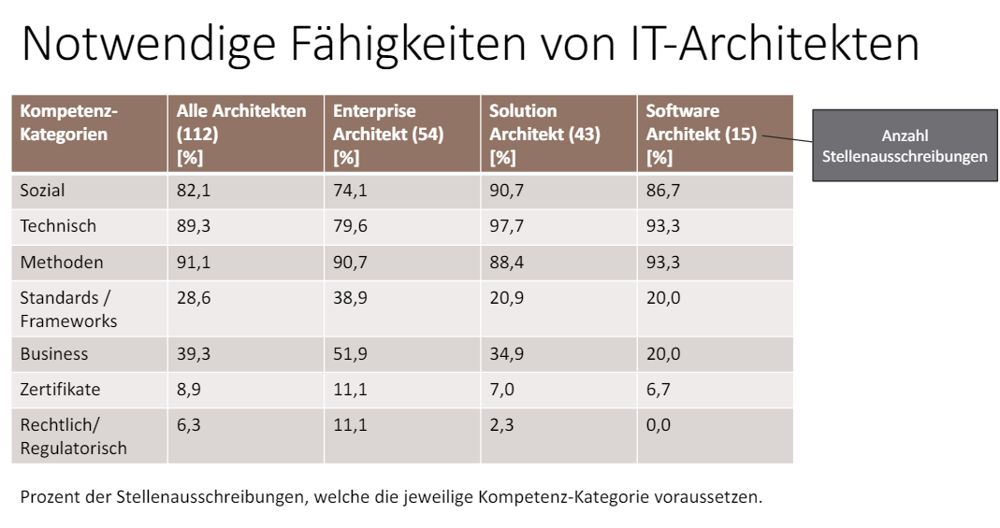 Notwendige Fähigkeiten von IT-Architekten
Kompetenz-
Kategorien
Alle Architekten
(112)
[%]
Enterprise
Architekt (54)
[%]
Solution
Architekt (43)
[%]
Software
Architekt (15)
[%]
Anzahl
Stellenausschreibungen
Sozial 82,1 74,1 90,7 86,7
Technisch 89,3 79,6 97,7 93,3
Methoden 91,1 90,7 88,4 93,3
Standards / 28,6 38,9 20,9 20,0
Frameworks
Business 39,3 51,9 34,9 20,0
Zertifikate 8,9 11,1 7,0 6,7
Rechtlich/ 6,3 11,1 2,3 0,0
Regulatorisch
Prozent der Stellenausschreibungen, welche die jeweilige Kompetenz-Kategorie voraussetzen.